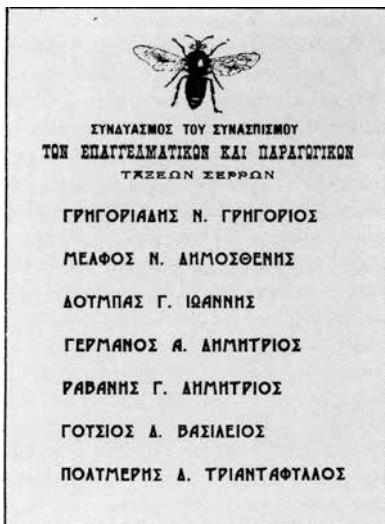 ΣΥΝΔΥΑΣΜΟΣ ΤΟΥ ΣΥΝΑΣΠΙΣΜΟΥ
ΤΩΝ ΕΠΑΓΓΕΛΜΑΤΙΚΩΝ ΚΑΙ ΠΑΡΑΓΩΓΙΚΩΝ
ΤΑΞΕΩΝ ΣΕΡΡΩΝ
ΓΡΗΓΟΡΙΑΔΗΣ Ν. ΓΡΗΓΟΡΙΟΣ
ΜΕΛΦΟΣ Ν. ΔΗΜΟΣΘΕΝΗΣ
ΔΟΥΜΠΑΣ Γ. ΙΩΑΝΝΗΣ
ΓΕΡΜΑΝΟΣ Α. ΔΗΜΗΤΡΙΟΣ
ΡΑΒΑΝΗΣ Γ. ΔΗΜΗΤΡΙΟΣ
ΓΟΥΣΙΟΣ Δ. ΒΑΣΙΛΕΙΟΣ
ΠΟΛΥΜΕΡΗΣ Δ. ΤΡΙΑΝΤΑΦΥΛΛΟΣ